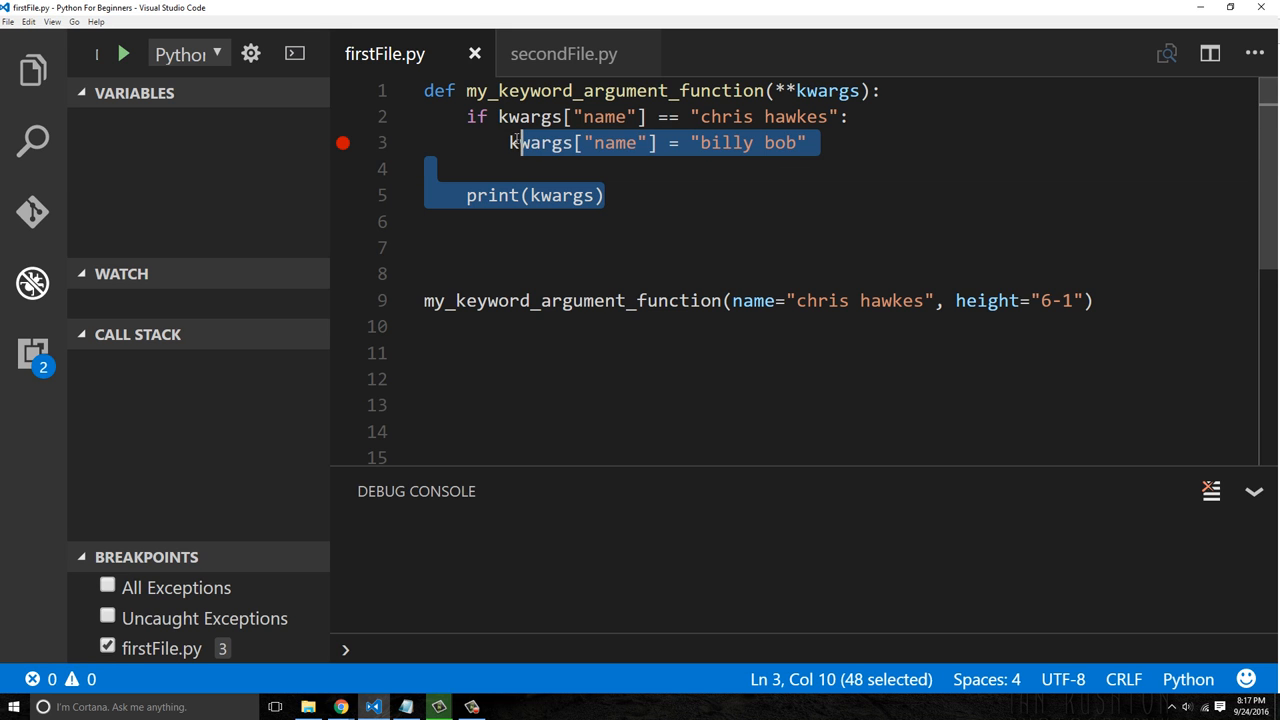 firstFile.py - Python For Beginners - Visual Studio Code
File Edit View Go Help
Python
firstFile.py
secondFile.py
VARIABLES
WATCH
CALL STACK
2
BREAKPOINTS
All Exceptions
Uncaught Exceptions
firstFile.py 3
1 def my_keyword_argument_function(**kwargs):
2 if kwargs["name"] == "chris hawkes":
3 kwargs["name"] = "billy bob"
4
5 print(kwargs)
6
7
8
9 my_keyword_argument_function(name="chris hawkes", height="6-1")
10
11
12
13
14
15
DEBUG CONSOLE
0 0
Ln 3, Col 10 (48 selected) Spaces: 4 UTF-8 CRLF Python
I'm Cortana. Ask me anything.
8:17 PM
9/24/2016